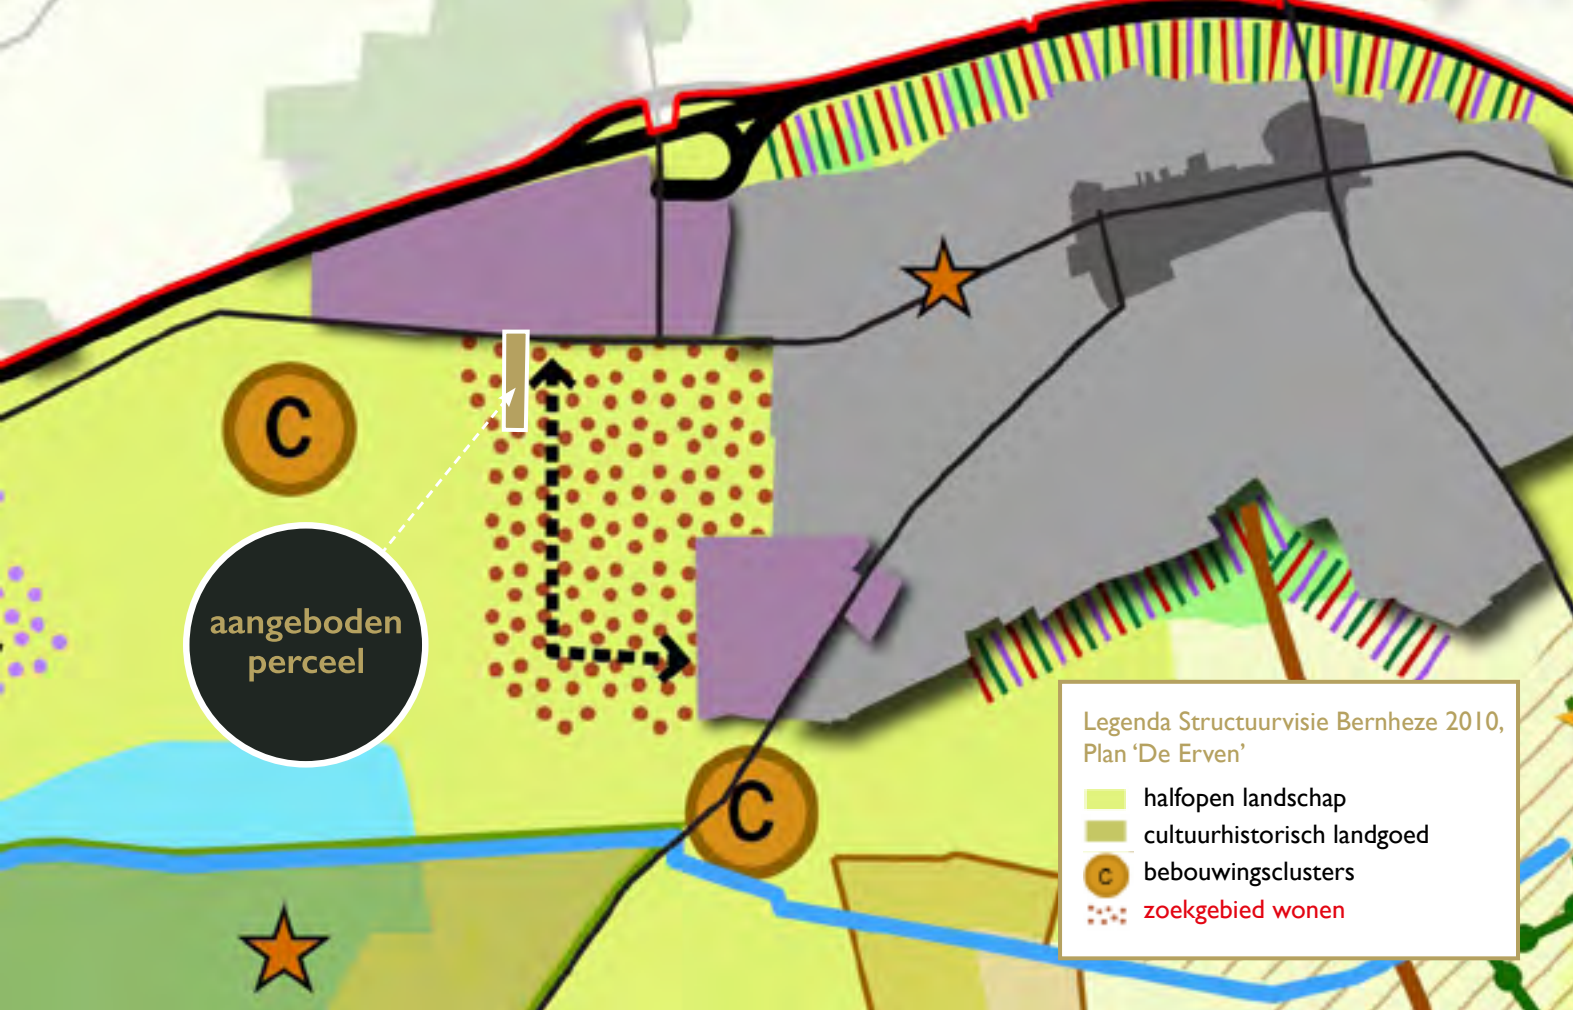 C
aangeboden
perceel
C
Legenda Structuurvisie Bernheze 2010,
Plan ‘De Erven’
halfopen landschap
cultuurhistorisch landgoed
C
bebouwingsclusters
zoekgebied wonen